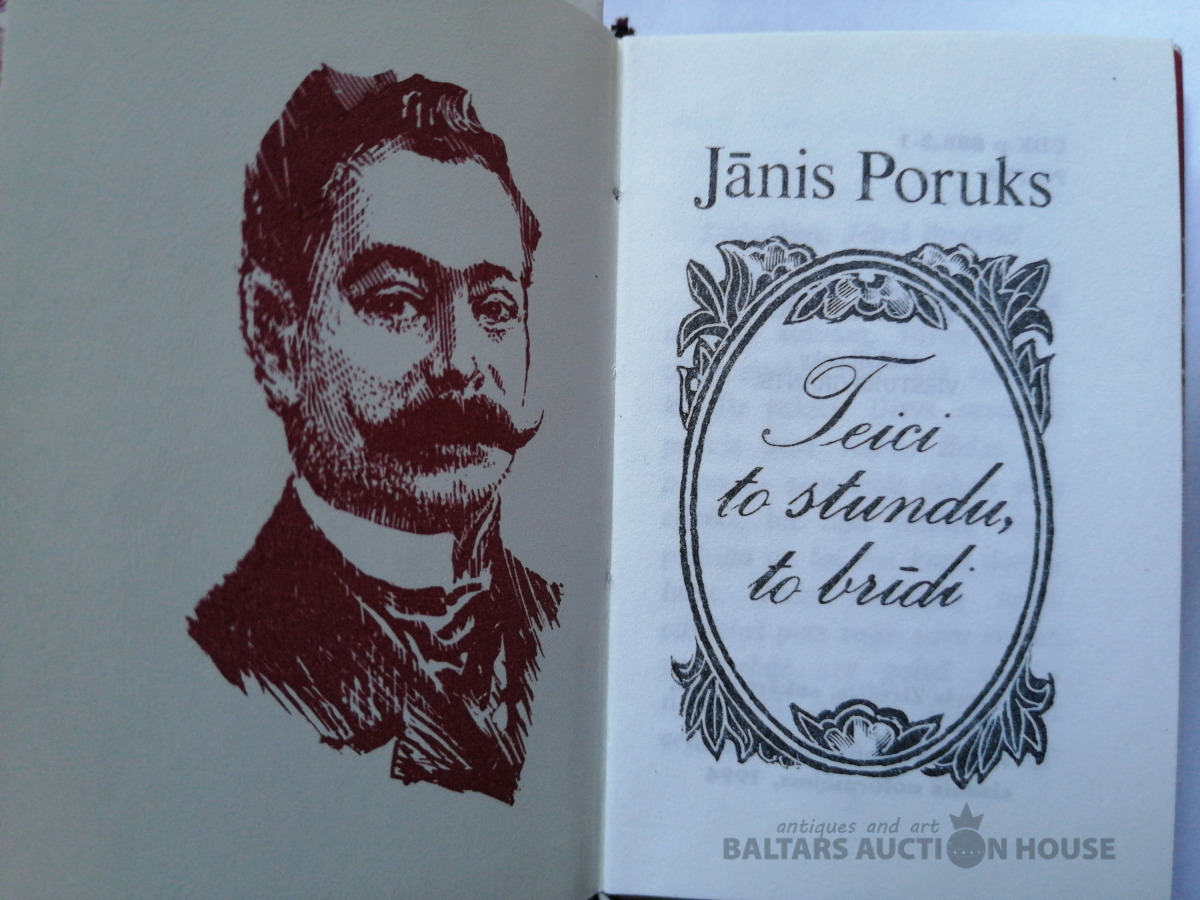 Jānis Poruks
Teici
to stundu,
to brīdi
antiques and art
BALTARS AUCTION HOUSE